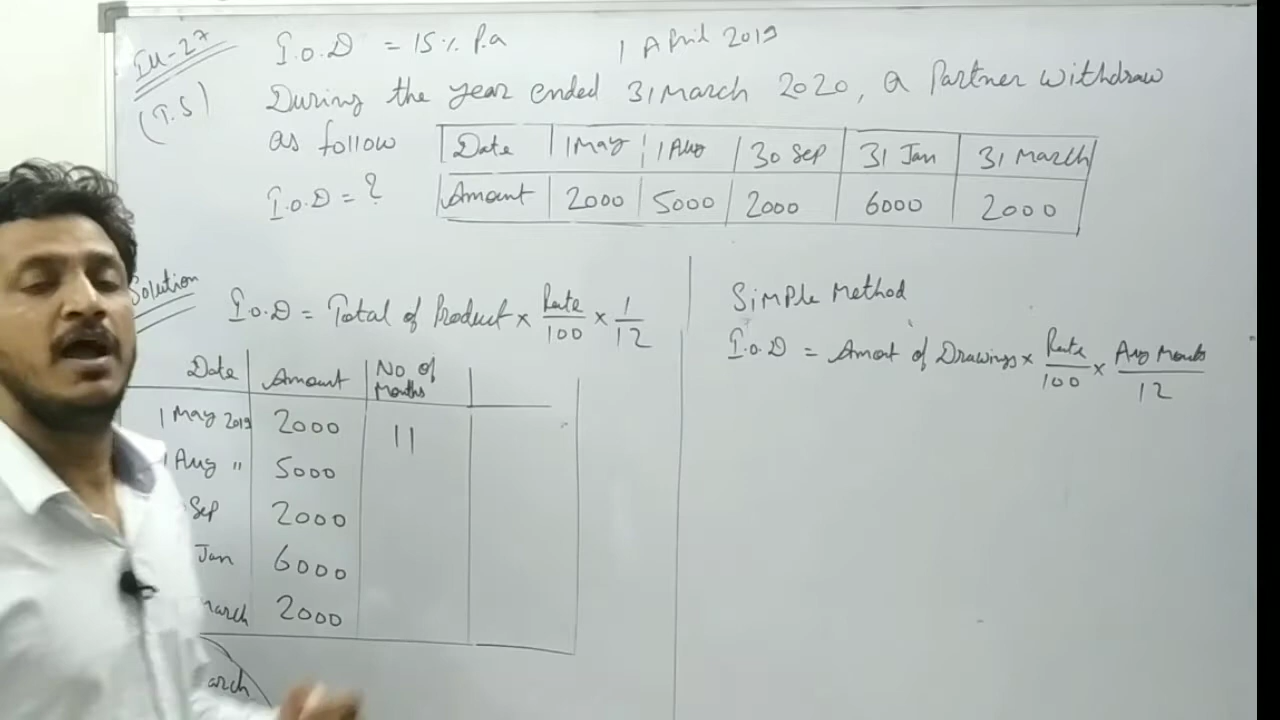 Ill-27
I.O.D = 15% P.a
1 April 2019
(T.S)
During the year ended 31 March 2020, a Partner withdraw
as follow
Date 1 May 1 Aug 30 Sep 31 Jan 31 March
I.O.D = ?
Amount 2000 5000 2000 6000 2000
Solution
I.O.D = Total of Product × Rate/100 × 1/12
Date Amount No. of Months
1 May 2019 2000 11
1 Aug " 5000
Sep 2000
Jan 6000
March 2000
arch
Simple Method
I.O.D = Amont of Drawings × Rate/100 × Avg Months/12